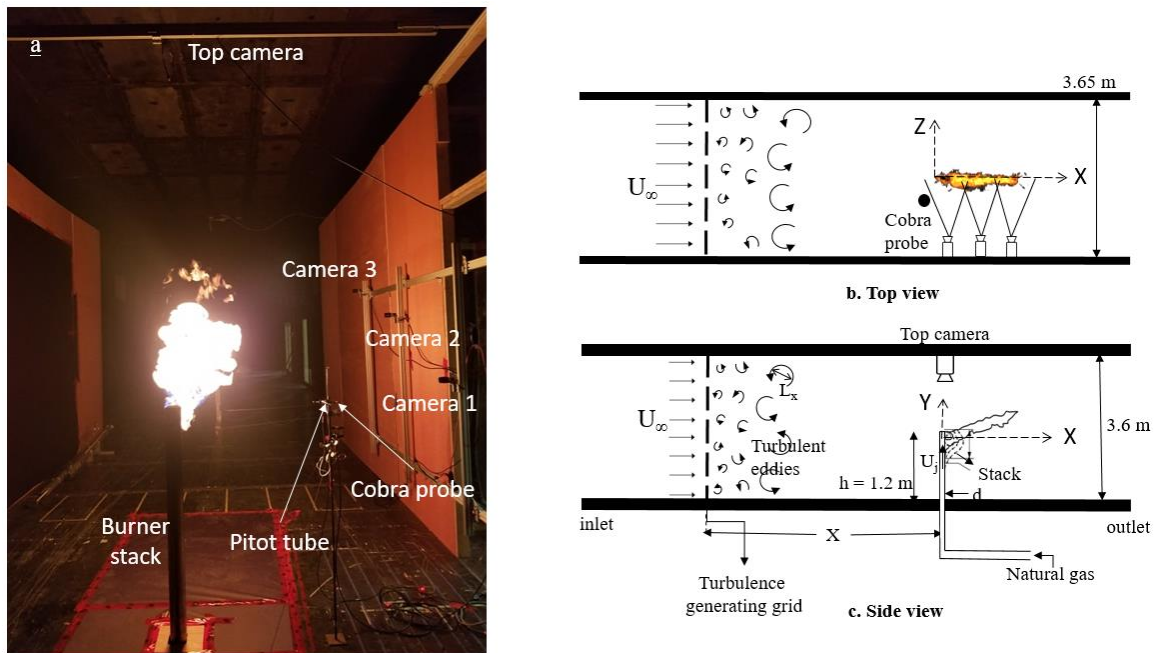 a
Top camera
Camera 3
Camera 2
Camera 1
Cobra probe
Burner
stack
Pitot tube
3.65 m
Z
X
U∞
Cobra
probe
b. Top view
Top camera
Lx
Y
U∞
X
3.6 m
Turbulent
eddies
Uj
Stack
h = 1.2 m
d
inlet
outlet
X
Natural gas
Turbulence
generating grid
c. Side view